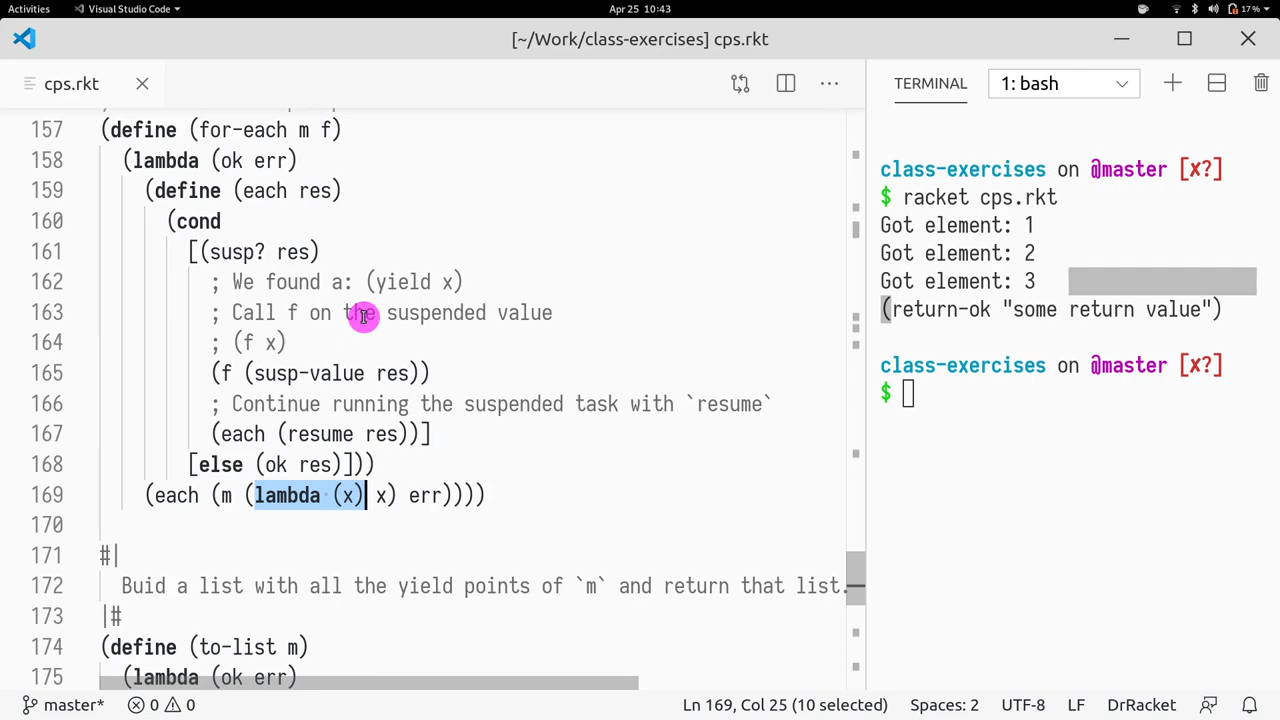 Activities Visual Studio Code Apr 25 10:43 17%
[~/Work/class-exercises] cps.rkt
cps.rkt
TERMINAL 1: bash
157 (define (for-each m f)
158 (lambda (ok err)
159 (define (each res)
160 (cond
161 [(susp? res)
162 ; We found a: (yield x)
163 ; Call f on the suspended value
164 ; (f x)
165 (f (susp-value res))
166 ; Continue running the suspended task with `resume`
167 (each (resume res))]
168 [else (ok res)]))
169 (each (m (lambda (x) x) err))))
170
171 #|
172 Buid a list with all the yield points of `m` and return that list.
173 |#
174 (define (to-list m)
175 (lambda (ok err)
class-exercises on @master [✗?]
$ racket cps.rkt
Got element: 1
Got element: 2
Got element: 3
(return-ok "some return value")
class-exercises on @master [✗?]
$
master* 0 0 Ln 169, Col 25 (10 selected) Spaces: 2 UTF-8 LF DrRacket